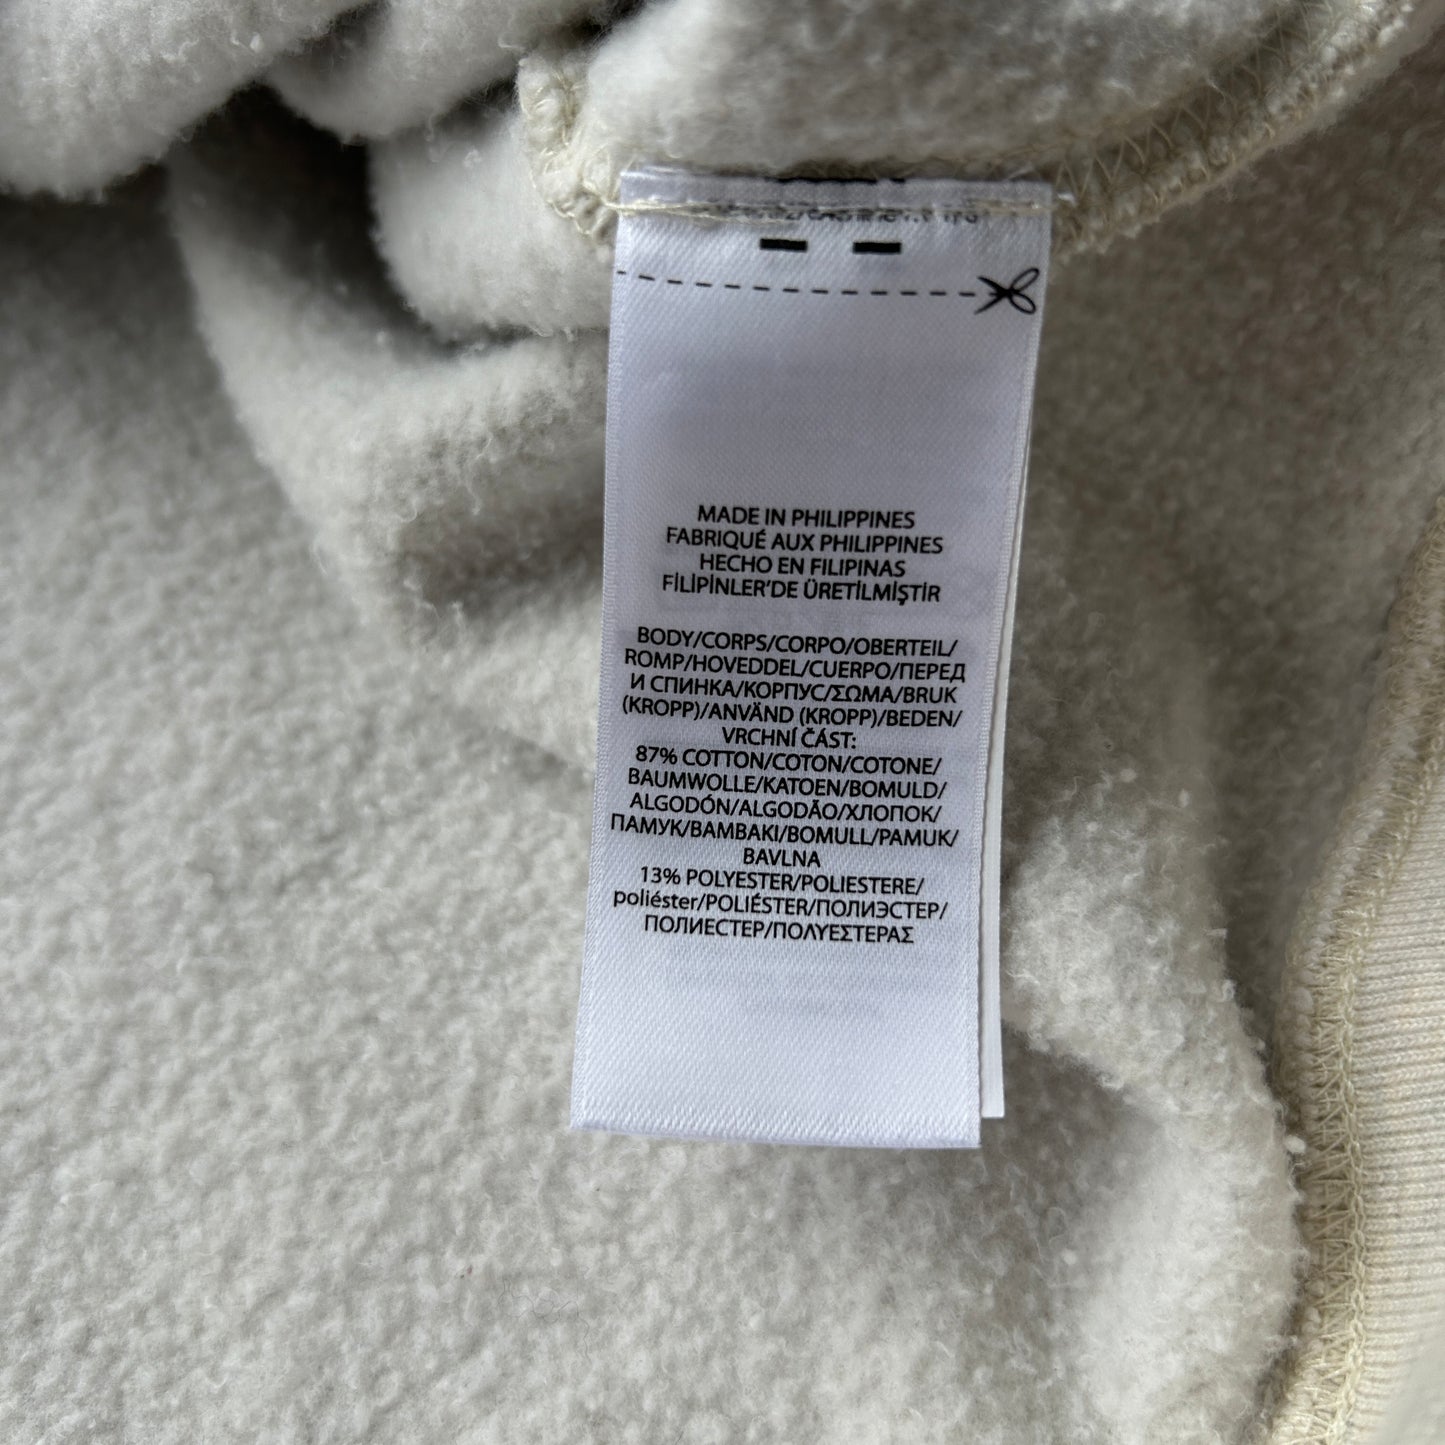 MADE IN PHILIPPINES
FABRIQUÉ AUX PHILIPPINES
HECHO EN FILIPINAS
FİLİPİNLER'DE ÜRETİLMİŞTİR
BODY/CORPS/CORPO/OBERTEIL/
ROMP/HOVEDDEL/CUERPO/ПЕРЕД
И СПИНКА/КОРПУС/ΣΩΜΑ/BRUK
(KROPP)/ANVÄND (KROPP)/BEDEN/
VRCHNÍ ČÁST:
87% COTTON/COTON/COTONE/
BAUMWOLLE/KATOEN/BOMULD/
ALGODÓN/ALGODÃO/ХЛОПОК/
ПАМУК/ΒΑΜΒΑΚΙ/BOMULL/PAMUK/
BAVLNA
13% POLYESTER/POLIESTERE/
poliéster/POLIÉSTER/ПОЛИЭСТЕР/
ПОЛИЕСТЕР/ΠΟΛΥΕΣΤΕΡΑΣ